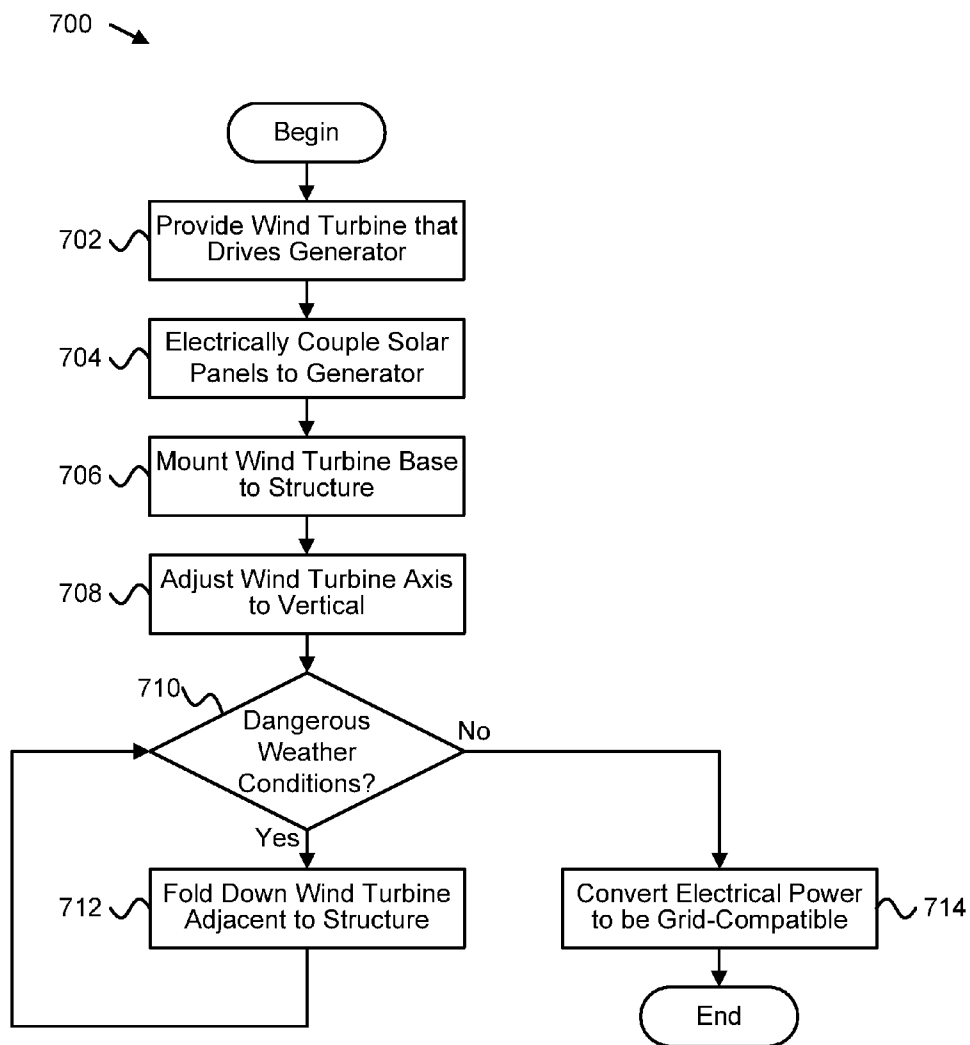 700
Begin
702
Provide Wind Turbine that
Drives Generator
704
Electrically Couple Solar
Panels to Generator
706
Mount Wind Turbine Base
to Structure
708
Adjust Wind Turbine Axis
to Vertical
710
Dangerous
Weather
Conditions?
No
Yes
712
Fold Down Wind Turbine
Adjacent to Structure
Convert Electrical Power
to be Grid-Compatible
714
End